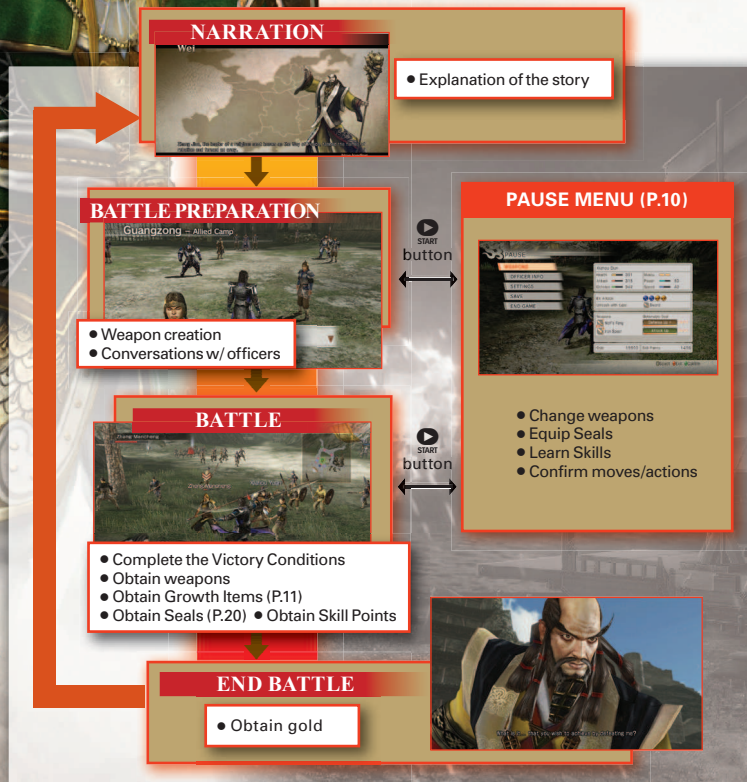 NARRATION
Wei
● Explanation of the story
BATTLE PREPARATION
Guangzong – Allied Camp
● Weapon creation
● Conversations w/ officers
START
button
PAUSE MENU (P.10)
PAUSE
OFFICER INFO
SETTINGS
SAVE
END GAME
● Change weapons
● Equip Seals
● Learn Skills
● Confirm moves/actions
BATTLE
Zhang Mancheng
START
button
● Complete the Victory Conditions
● Obtain weapons
● Obtain Growth Items (P.11)
● Obtain Seals (P.20) ● Obtain Skill Points
END BATTLE
● Obtain gold